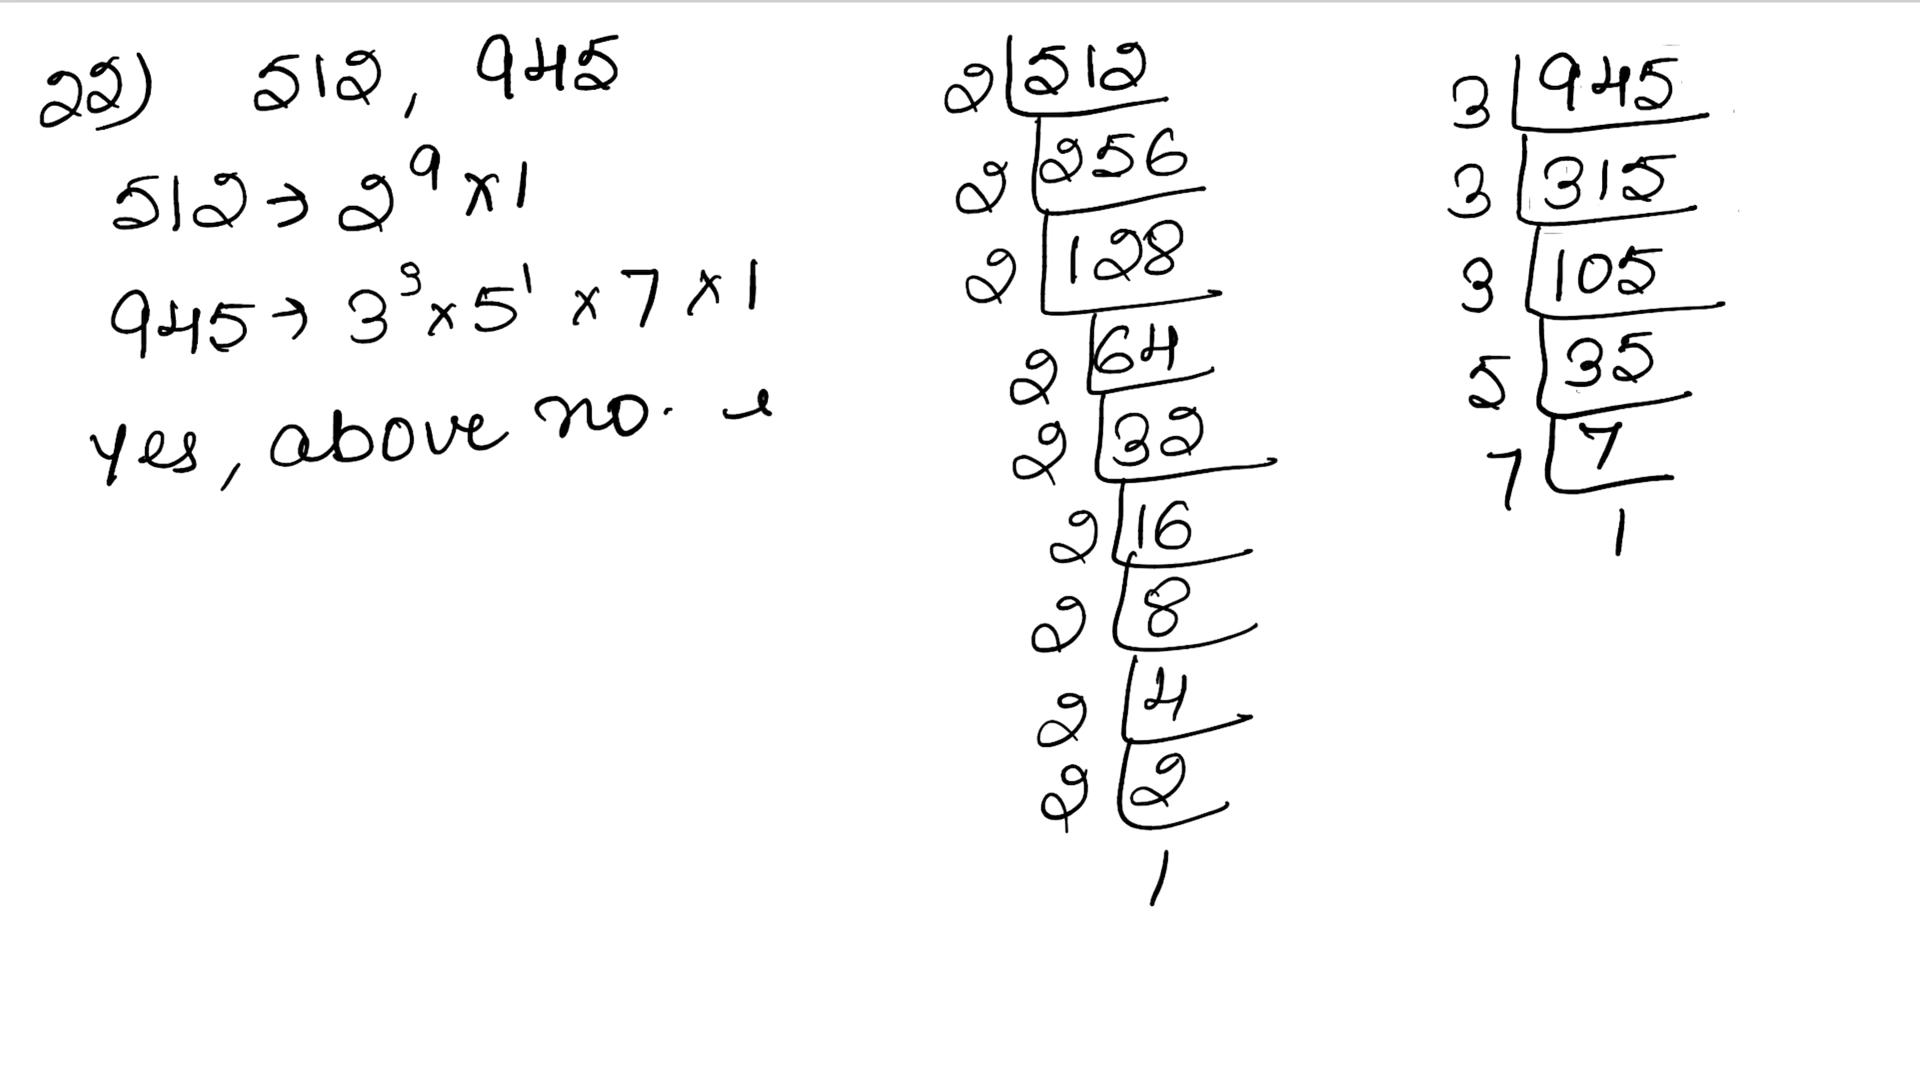 22) 512, 945
512 → 2⁹ × 1
945 → 3³ × 5¹ × 7 × 1
yes, above no.
2 | 512
2 | 256
2 | 128
2 | 64
2 | 32
2 | 16
2 | 8
2 | 4
2 | 2
1
3 | 945
3 | 315
3 | 105
5 | 35
7 | 7
1